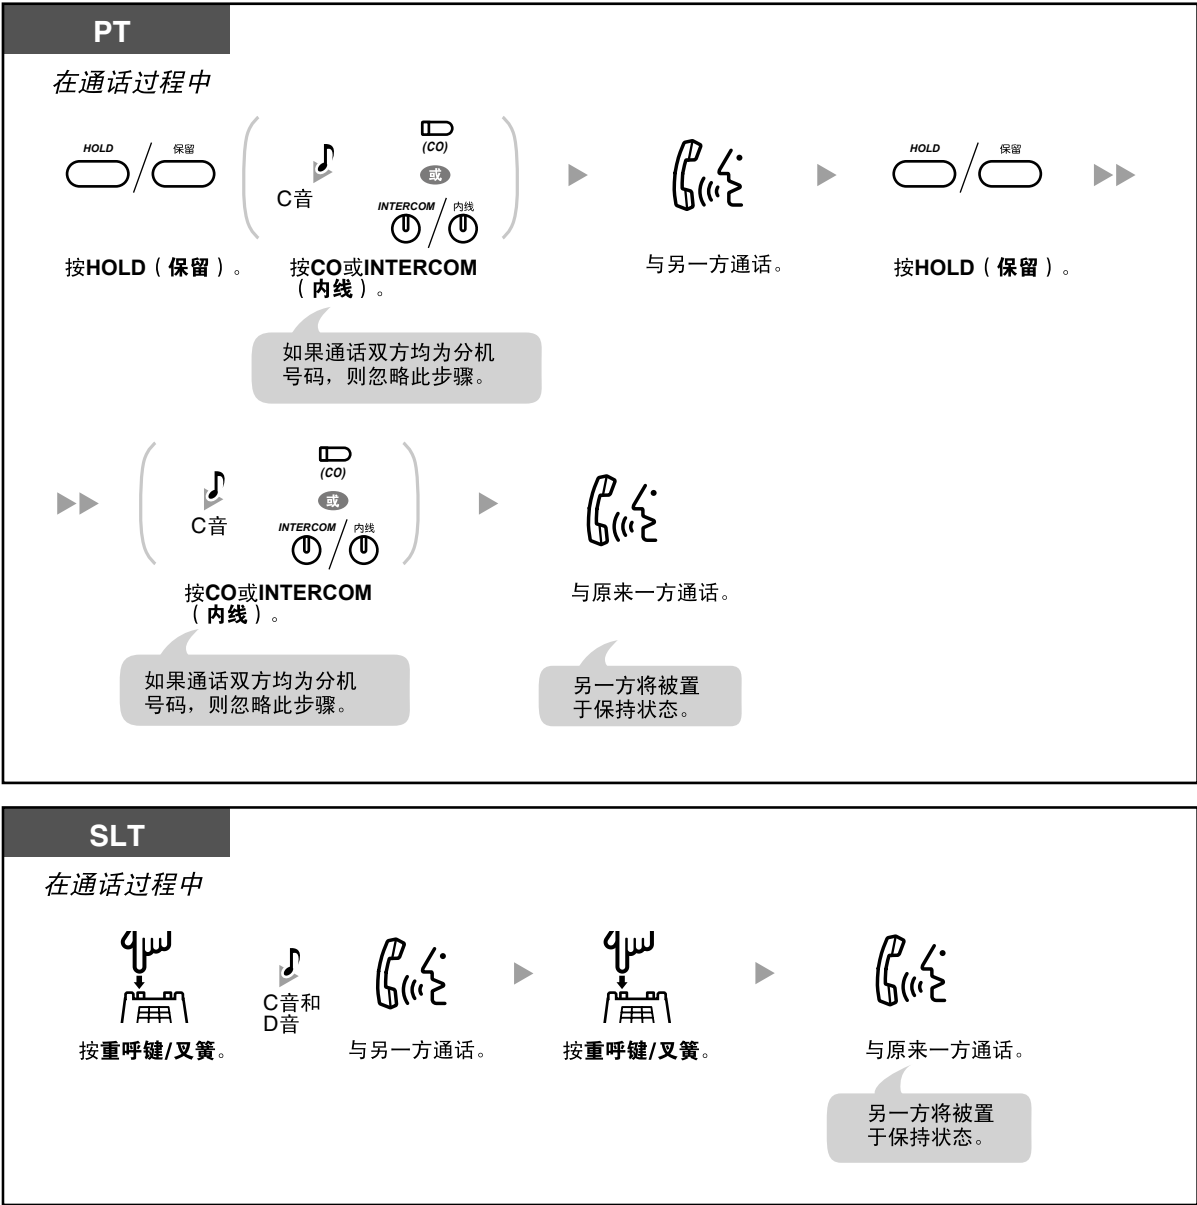 PT
在通话过程中
HOLD
保留
C音
(CO)
或
INTERCOM
内线
HOLD
保留
按HOLD（保留）。
按CO或INTERCOM
（内线）。
与另一方通话。
按HOLD（保留）。
如果通话双方均为分机
号码，则忽略此步骤。
C音
(CO)
或
INTERCOM
内线
按CO或INTERCOM
（内线）。
与原来一方通话。
如果通话双方均为分机
号码，则忽略此步骤。
另一方将被置
于保持状态。
SLT
在通话过程中
C音和
D音
按重呼键/叉簧。
与另一方通话。
按重呼键/叉簧。
与原来一方通话。
另一方将被置
于保持状态。